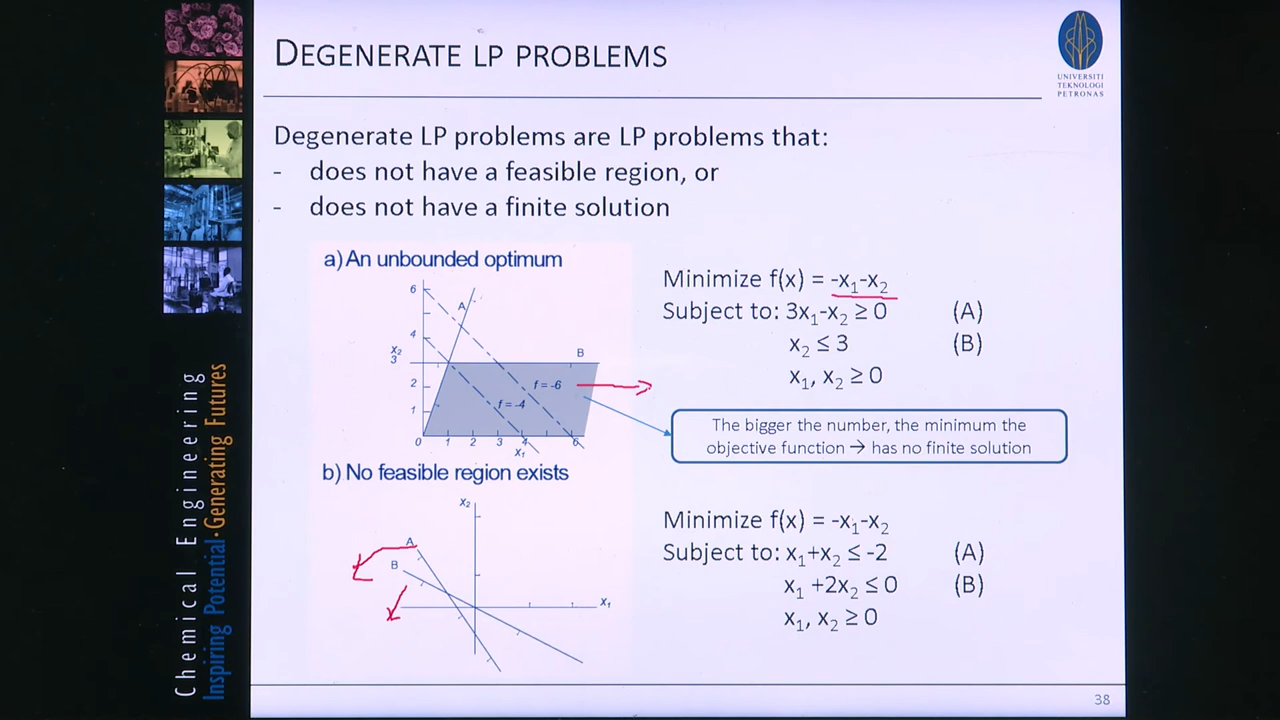 DEGENERATE LP PROBLEMS
UNIVERSITI
TEKNOLOGI
PETRONAS
Degenerate LP problems are LP problems that:
- does not have a feasible region, or
- does not have a finite solution
a) An unbounded optimum
6
4
x₂
3
2
1
0
1
2
3
4
6
x₁
A
B
f = -6
f = -4
Minimize f(x) = -x₁-x₂
Subject to: 3x₁-x₂ ≥ 0 (A)
x₂ ≤ 3 (B)
x₁, x₂ ≥ 0
The bigger the number, the minimum the
objective function → has no finite solution
b) No feasible region exists
x₂
A
B
x₁
Minimize f(x) = -x₁-x₂
Subject to: x₁+x₂ ≤ -2 (A)
x₁ +2x₂ ≤ 0 (B)
x₁, x₂ ≥ 0
Chemical Engineering
Inspiring Potential · Generating Futures
38